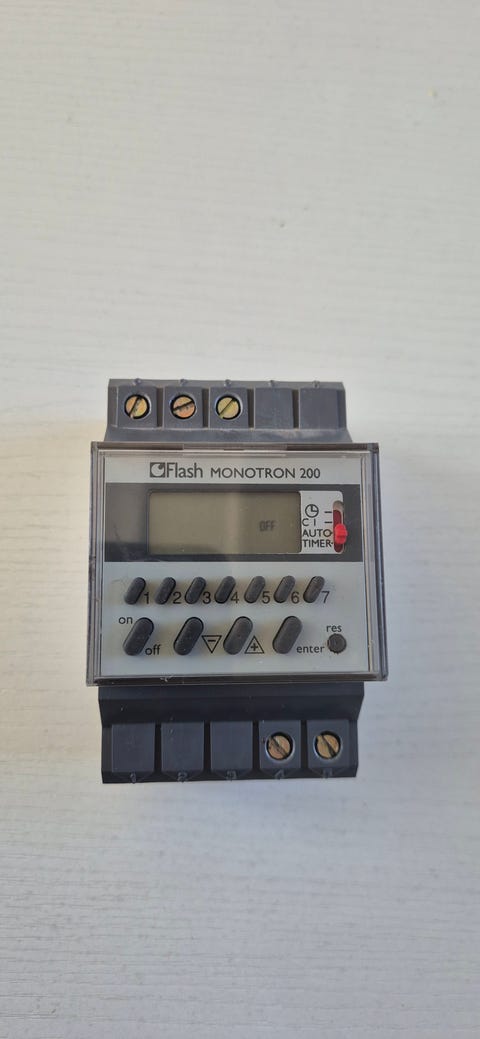 Flash MONOTRON 200
OFF
C I
AUTO
TIMER
1 2 3 4 5 6 7
on
off
enter
res